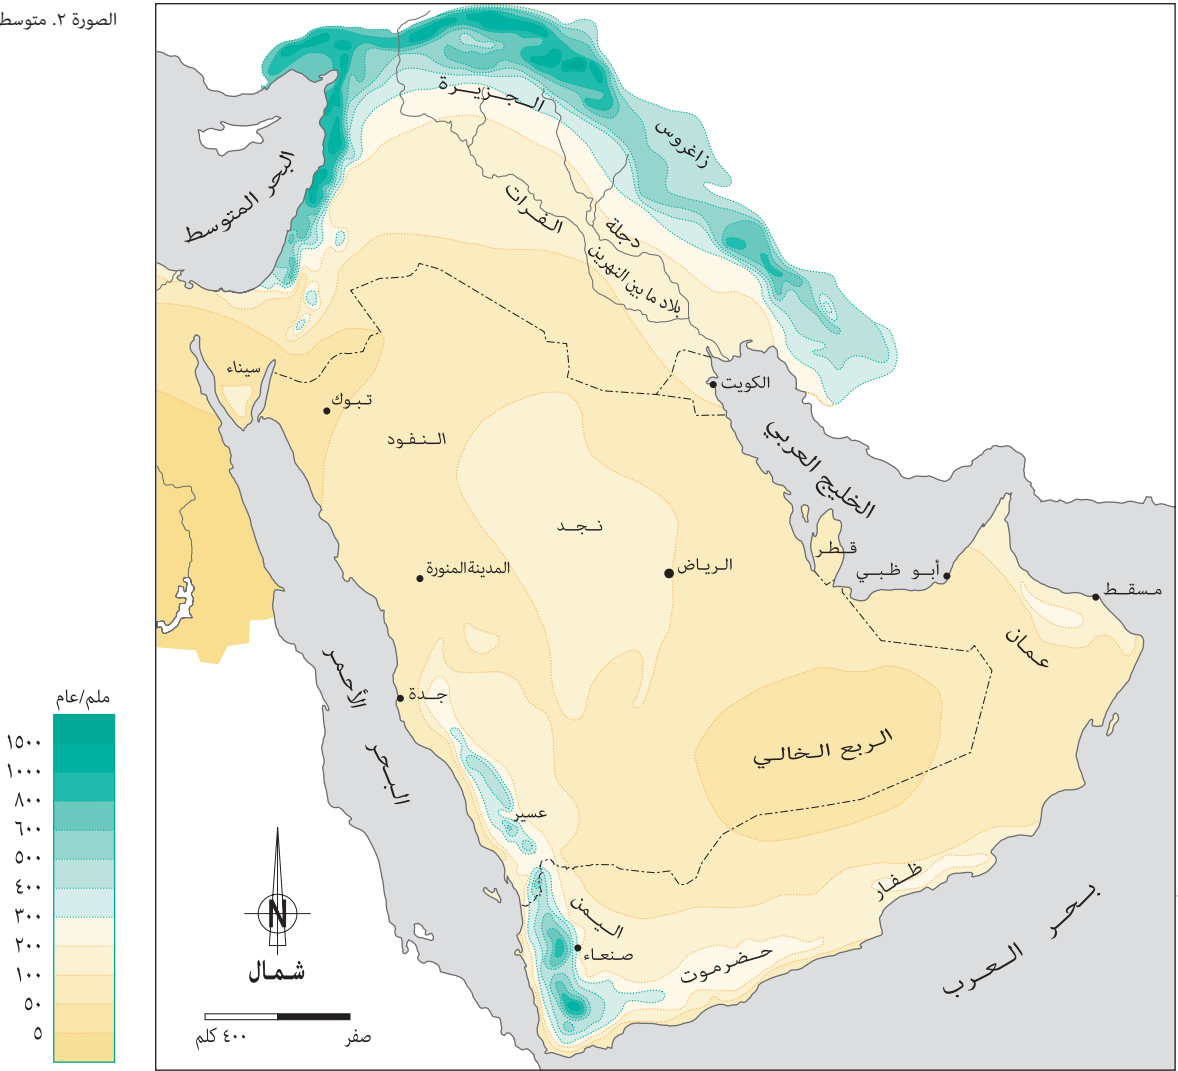 الصورة ٢. متوسط
زاغروس
الجزيرة
البحر المتوسط
الفرات
دجلة
بلاد ما بين النهرين
سيناء
تبوك
الكويت
النفود
الخليج العربي
نجد
قطر
المدينة المنورة
الرياض
أبو ظبي
مسقط
عمان
البحر الأحمر
جدة
الربع الخالي
عسير
ظفار
اليمن
صنعاء
حضرموت
بحر العرب
ملم/عام
١٥٠٠
١٠٠٠
٨٠٠
٦٠٠
٥٠٠
٤٠٠
٣٠٠
٢٠٠
١٠٠
٥٠
٥
N
شمال
صفر
٤٠٠ كلم